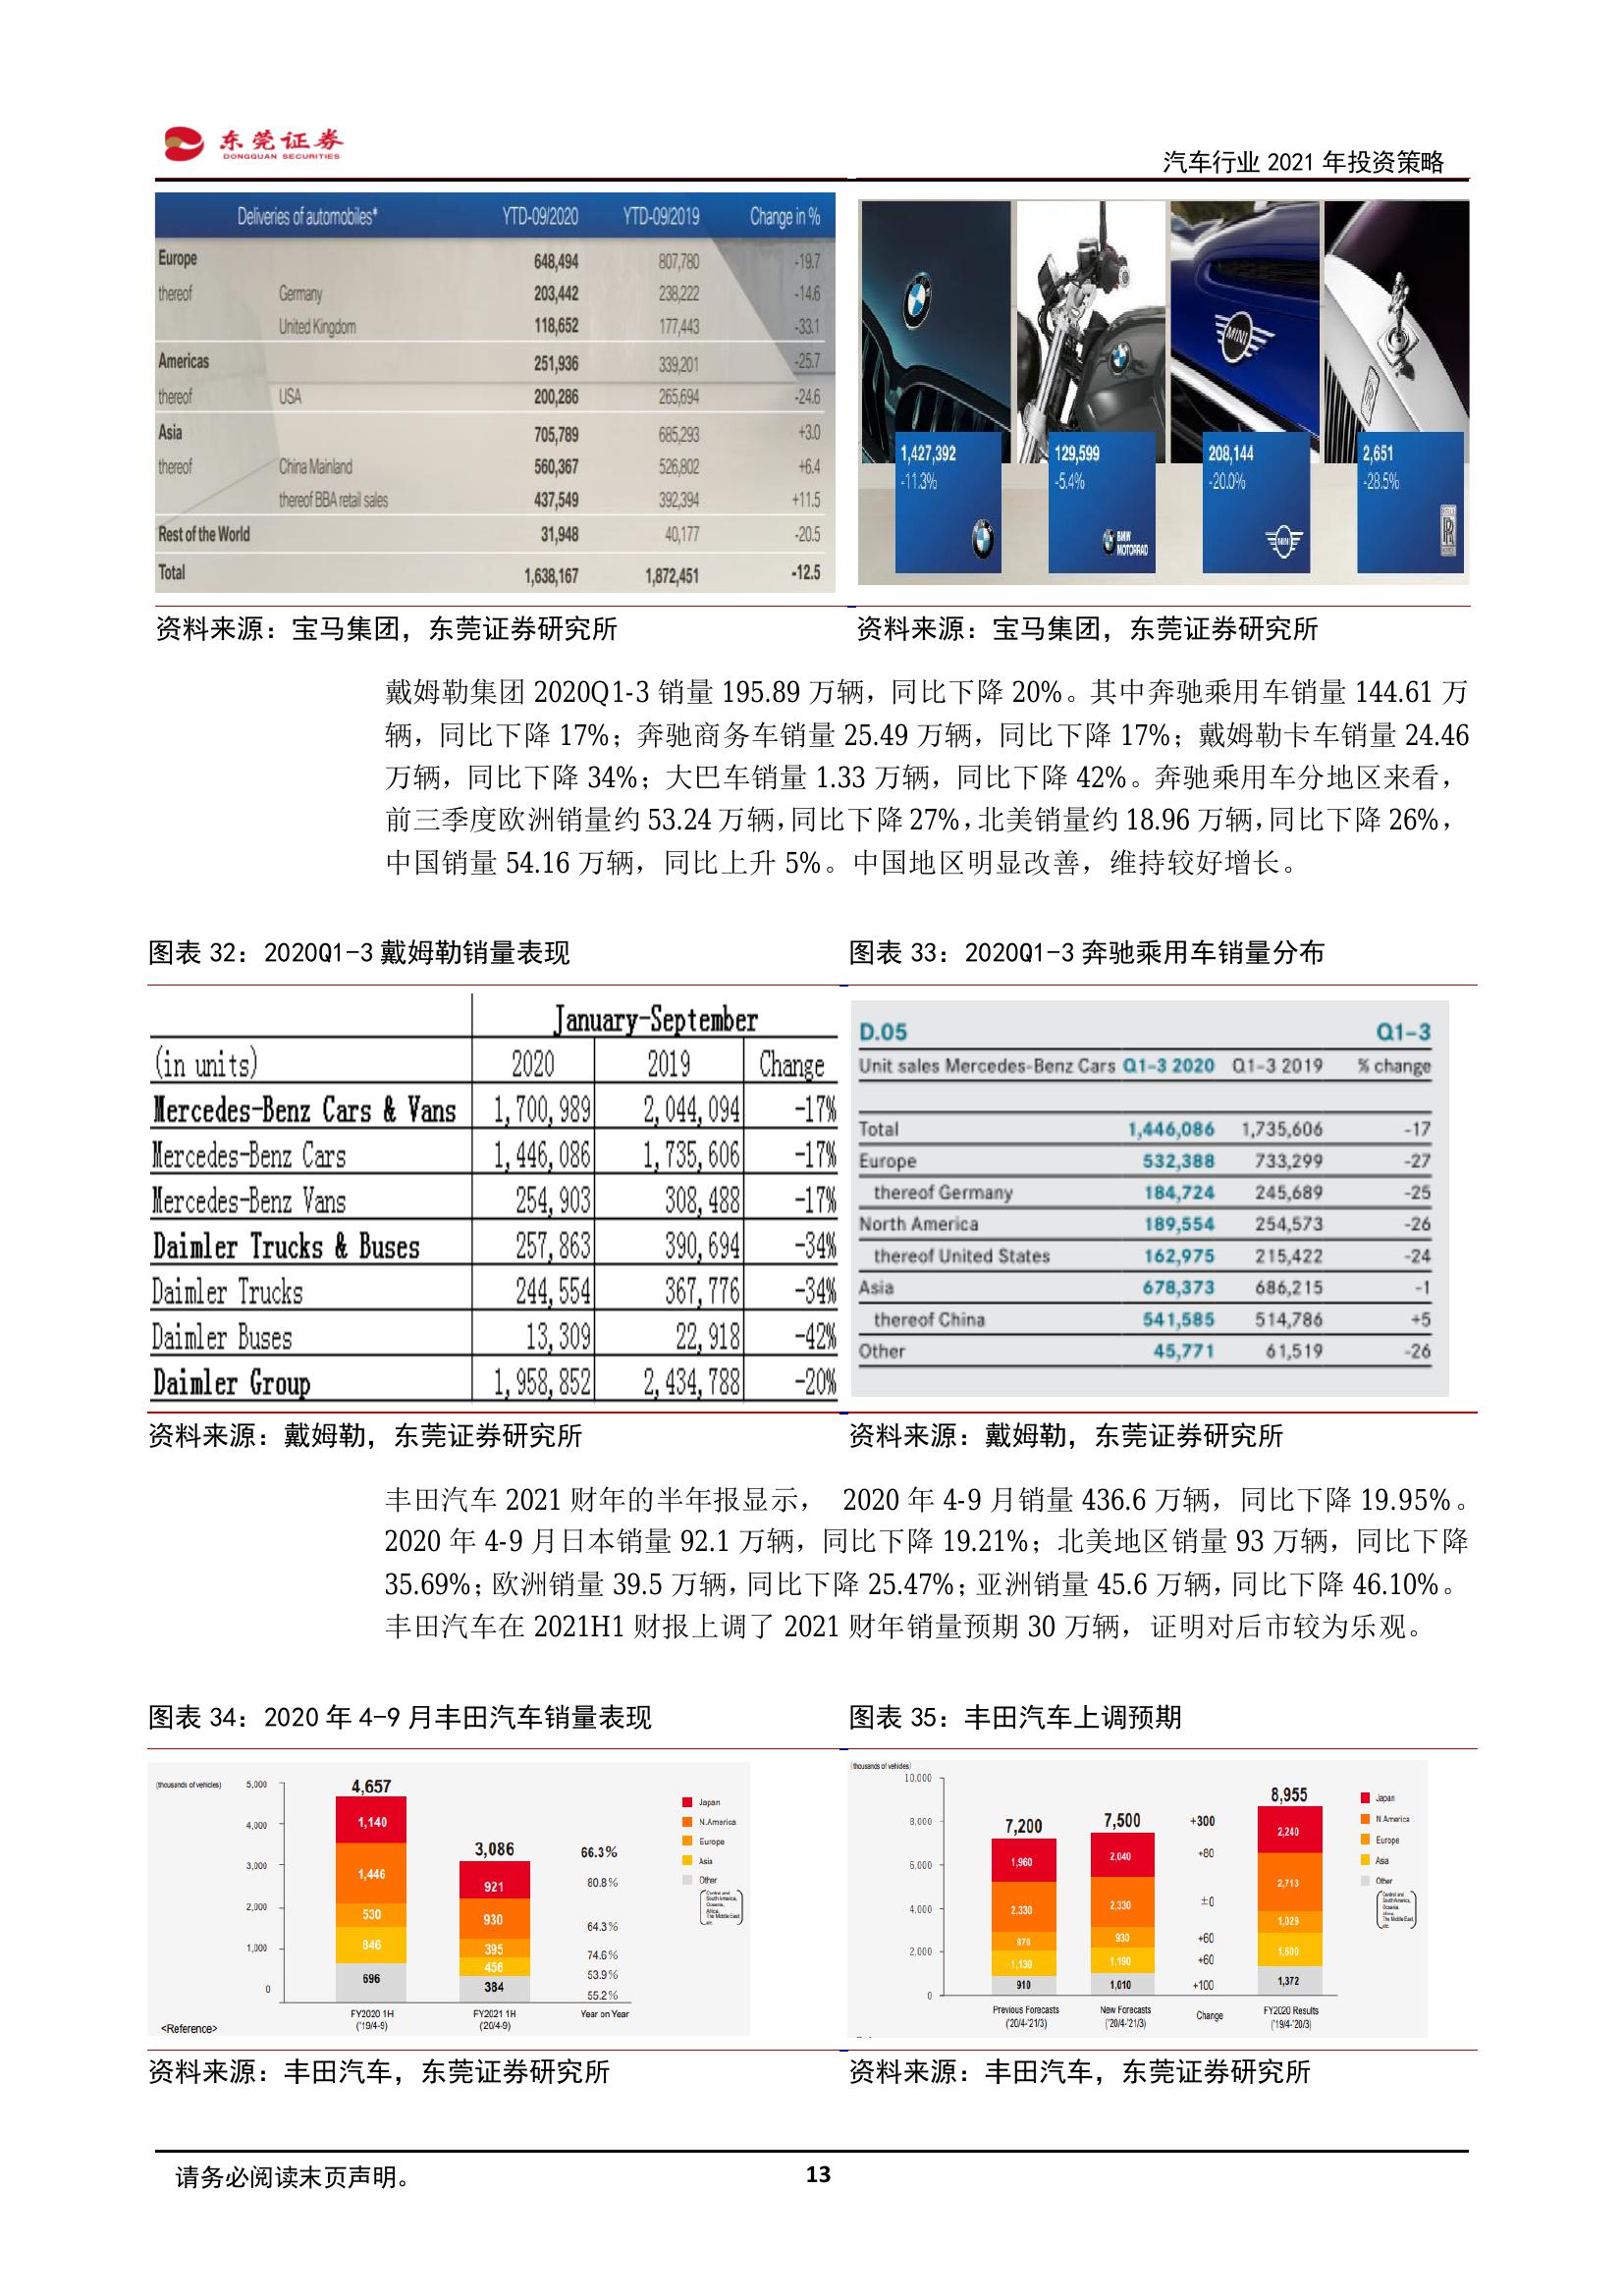 东莞证券
DONGGUAN SECURITIES
汽车行业 2021 年投资策略
Deliveries of automobiles* YTD-09/2020 YTD-09/2019 Change in %
Europe 648,494 807,780 -19.7
thereof Germany 203,442 238,222 -14.6
United Kingdom 118,652 177,443 -33.1
Americas 251,936 339,201 -25.7
thereof USA 200,286 265,694 -24.6
Asia 705,789 685,293 +3.0
thereof China Mainland 560,367 526,802 +6.4
thereof BBA retail sales 437,549 392,394 +11.5
Rest of the World 31,948 40,177 -20.5
Total 1,638,167 1,872,451 -12.5
MINI
1,427,392 129,599 208,144 2,651
-11.3% -5.4% -20.0% -28.5%
BMW
MOTORRAD
MINI
资料来源：宝马集团，东莞证券研究所 资料来源：宝马集团，东莞证券研究所
戴姆勒集团 2020Q1-3 销量 195.89 万辆，同比下降 20%。其中奔驰乘用车销量 144.61 万
辆，同比下降 17%；奔驰商务车销量 25.49 万辆，同比下降 17%；戴姆勒卡车销量 24.46
万辆，同比下降 34%；大巴车销量 1.33 万辆，同比下降 42%。奔驰乘用车分地区来看，
前三季度欧洲销量约 53.24 万辆，同比下降 27%，北美销量约 18.96 万辆，同比下降 26%，
中国销量 54.16 万辆，同比上升 5%。中国地区明显改善，维持较好增长。
图表 32：2020Q1-3 戴姆勒销量表现 图表 33：2020Q1-3 奔驰乘用车销量分布
January-September
(in units) 2020 2019 Change
Mercedes-Benz Cars & Vans 1,700,989 2,044,094 -17%
Mercedes-Benz Cars 1,446,086 1,735,606 -17%
Mercedes-Benz Vans 254,903 308,488 -17%
Daimler Trucks & Buses 257,863 390,694 -34%
Daimler Trucks 244,554 367,776 -34%
Daimler Buses 13,309 22,918 -42%
Daimler Group 1,958,852 2,434,788 -20%
D.05 Q1-3
Unit sales Mercedes-Benz Cars Q1-3 2020 Q1-3 2019 % change
Total 1,446,086 1,735,606 -17
Europe 532,388 733,299 -27
thereof Germany 184,724 245,689 -25
North America 189,554 254,573 -26
thereof United States 162,975 215,422 -24
Asia 678,373 686,215 -1
thereof China 541,585 514,786 +5
Other 45,771 61,519 -26
资料来源：戴姆勒，东莞证券研究所 资料来源：戴姆勒，东莞证券研究所
丰田汽车 2021 财年的半年报显示， 2020 年 4-9 月销量 436.6 万辆，同比下降 19.95%。
2020 年 4-9 月日本销量 92.1 万辆，同比下降 19.21%；北美地区销量 93 万辆，同比下降
35.69%；欧洲销量 39.5 万辆，同比下降 25.47%；亚洲销量 45.6 万辆，同比下降 46.10%。
丰田汽车在 2021H1 财报上调了 2021 财年销量预期 30 万辆，证明对后市较为乐观。
图表 34：2020 年 4-9 月丰田汽车销量表现 图表 35：丰田汽车上调预期
(thousands of vehicles)
5,000
4,000
3,000
2,000
1,000
0
4,657
1,140
1,446
530
846
696
3,086
921
930
395
456
384
66.3%
80.8%
64.3%
74.6%
53.9%
55.2%
FY2020 1H FY2021 1H Year on Year
('19/4-9) ('20/4-9)
<Reference>
Japan
N.America
Europe
Asia
Other
Central and
South America,
Oceania,
Africa,
The Middle East,
etc.
(thousands of vehicles)
10,000
8,000
6,000
4,000
2,000
0
7,200
1,960
2,330
870
1,130
910
7,500
2,040
2,330
930
1,190
1,010
+300
+80
±0
+60
+60
+100
8,955
2,240
2,713
1,029
1,600
1,372
Previous Forecasts New Forecasts Change FY2020 Results
('20/4-'21/3) ('20/4-'21/3) ('19/4-'20/3)
Japan
N.America
Europe
Asia
Other
Central and
South America,
Oceania,
Africa,
The Middle East,
etc.
资料来源：丰田汽车，东莞证券研究所 资料来源：丰田汽车，东莞证券研究所
请务必阅读末页声明。 13